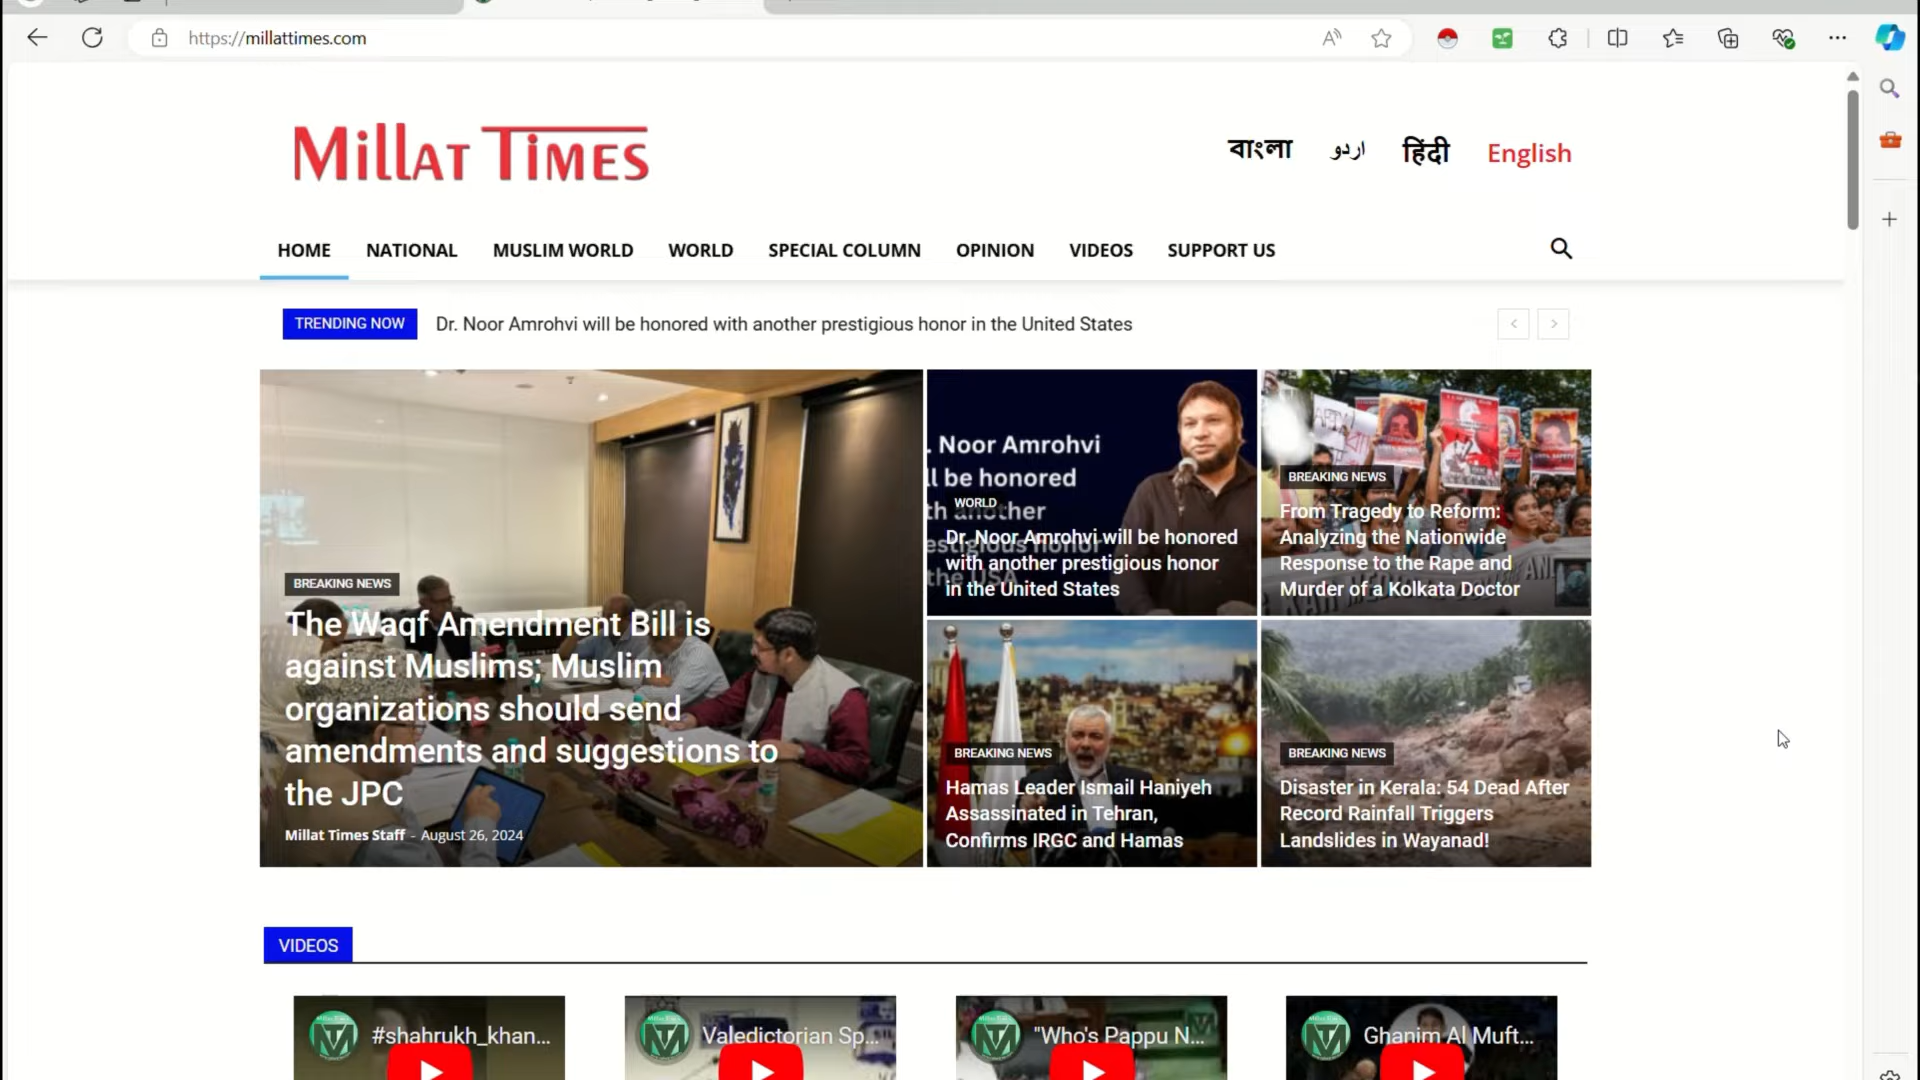 https://millattimes.com
MILLAT TIMES
বাংলা
اردو
हिंदी
English
HOME
NATIONAL
MUSLIM WORLD
WORLD
SPECIAL COLUMN
OPINION
VIDEOS
SUPPORT US
TRENDING NOW
Dr. Noor Amrohvi will be honored with another prestigious honor in the United States
BREAKING NEWS
The Waqf Amendment Bill is
against Muslims; Muslim
organizations should send
amendments and suggestions to
the JPC
Millat Times Staff - August 26, 2024
. Noor Amrohvi
ll be honored
th another
the USA
WORLD
Dr. Noor Amrohvi will be honored
with another prestigious honor
in the United States
BREAKING NEWS
From Tragedy to Reform:
Analyzing the Nationwide
Response to the Rape and
Murder of a Kolkata Doctor
BREAKING NEWS
Hamas Leader Ismail Haniyeh
Assassinated in Tehran,
Confirms IRGC and Hamas
BREAKING NEWS
Disaster in Kerala: 54 Dead After
Record Rainfall Triggers
Landslides in Wayanad!
VIDEOS
#shahrukh_khan...
Valedictorian Sp...
"Who's Pappu N...
Ghanim Al Muft...